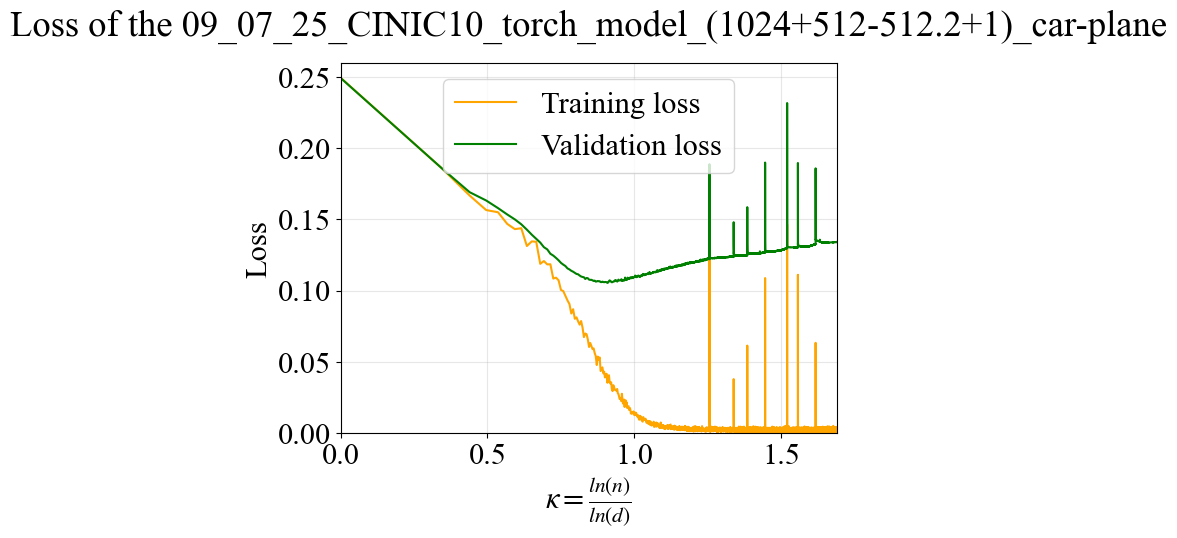 Loss of the 09_07_25_CINIC10_torch_model_(1024+512-512.2+1)_car-plane
0.25
0.20
0.15
0.10
0.05
0.00
Loss
Training loss
Validation loss
0.0 0.5 1.0 1.5
κ = ln(n) / ln(d)